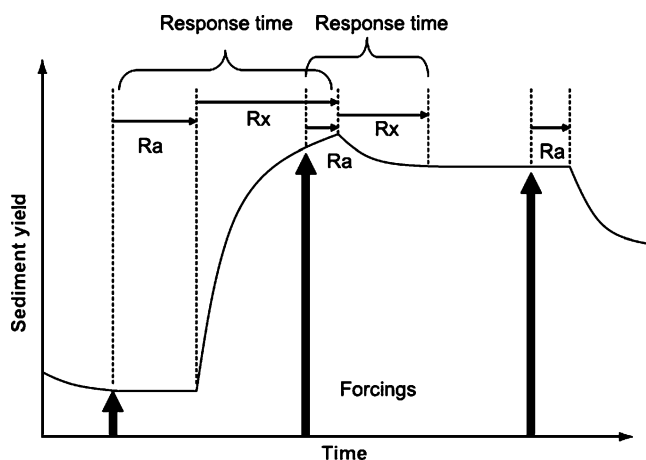 Response time
Response time
Rx
Rx
Ra
Ra
Ra
Sediment yield
Forcings
Time